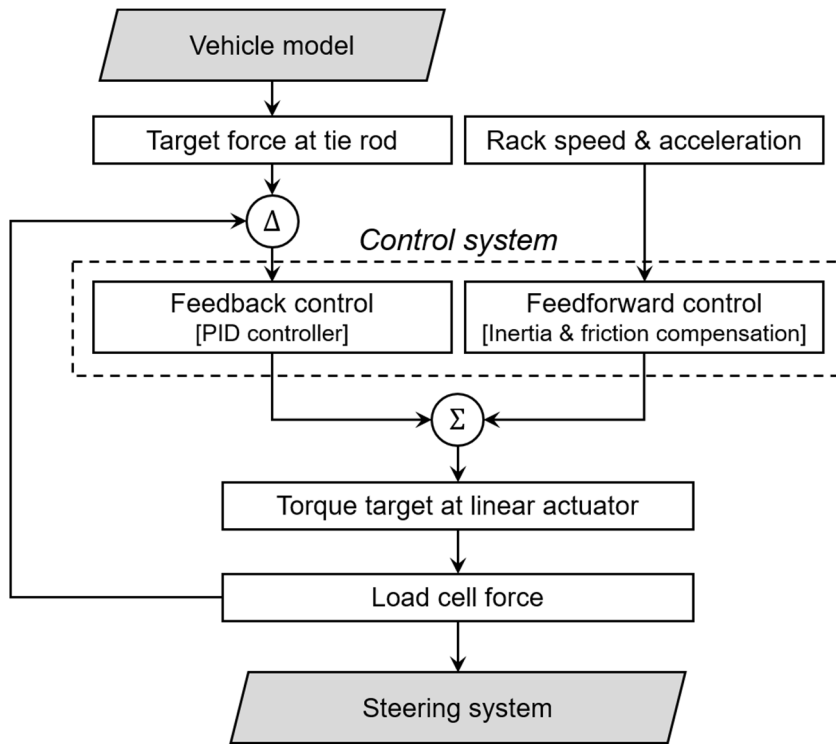 Vehicle model
Target force at tie rod
Rack speed & acceleration
Δ
Control system
Feedback control
[PID controller]
Feedforward control
[Inertia & friction compensation]
Σ
Torque target at linear actuator
Load cell force
Steering system